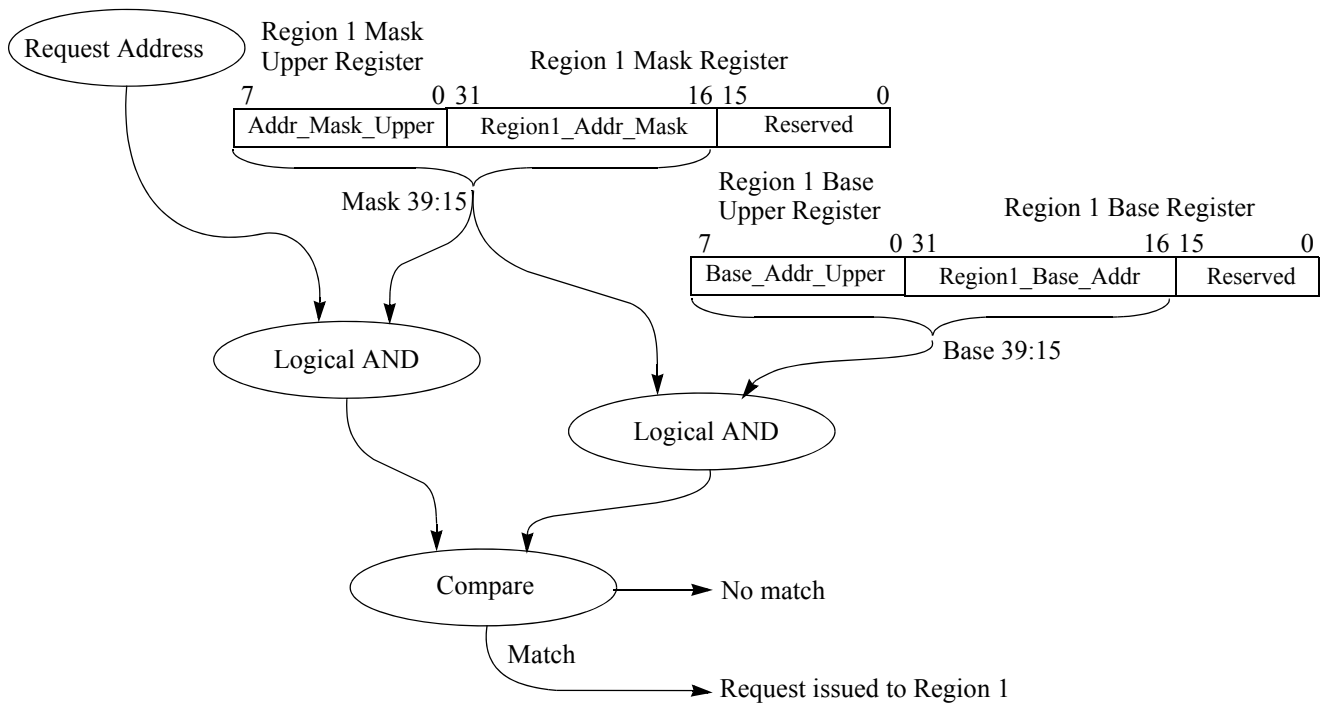 Request Address
Region 1 Mask
Upper Register
Region 1 Mask Register
7 0 31 16 15 0
Addr_Mask_Upper Region1_Addr_Mask Reserved
Mask 39:15
Region 1 Base
Upper Register
Region 1 Base Register
7 0 31 16 15 0
Base_Addr_Upper Region1_Base_Addr Reserved
Base 39:15
Logical AND
Logical AND
Compare
No match
Match
Request issued to Region 1